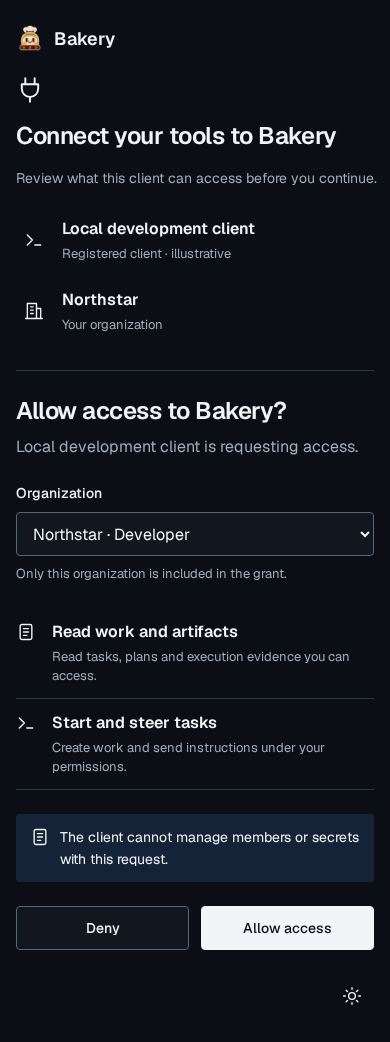 Bakery
Connect your tools to Bakery
Review what this client can access before you continue.
Local development client
Registered client · illustrative
Northstar
Your organization
Allow access to Bakery?
Local development client is requesting access.
Organization
Northstar · Developer
Only this organization is included in the grant.
Read work and artifacts
Read tasks, plans and execution evidence you can
access.
Start and steer tasks
Create work and send instructions under your
permissions.
The client cannot manage members or secrets
with this request.
Deny
Allow access